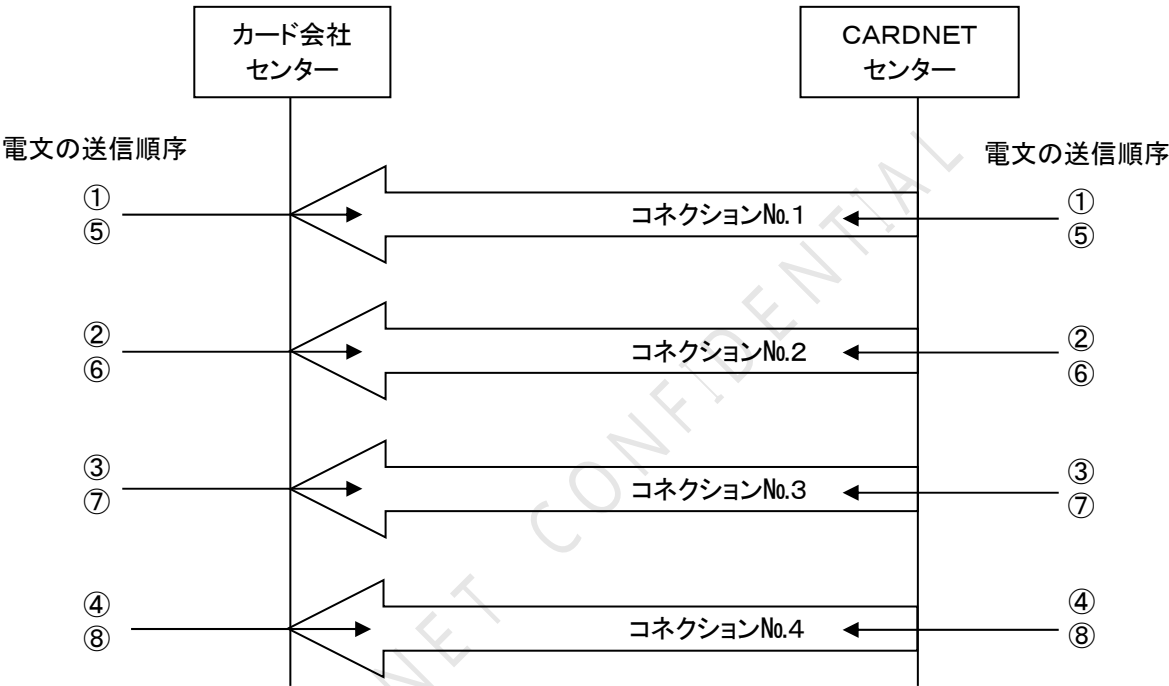 カード会社
センター
CARDNET
センター
電文の送信順序
電文の送信順序
①
⑤
コネクション№1
①
⑤
②
⑥
コネクション№2
②
⑥
③
⑦
コネクション№3
③
⑦
④
⑧
コネクション№4
④
⑧
NET CONFIDENTIAL